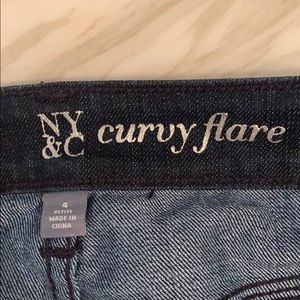 NY
&C curvy flare
4
PETITE
MADE IN
CHINA